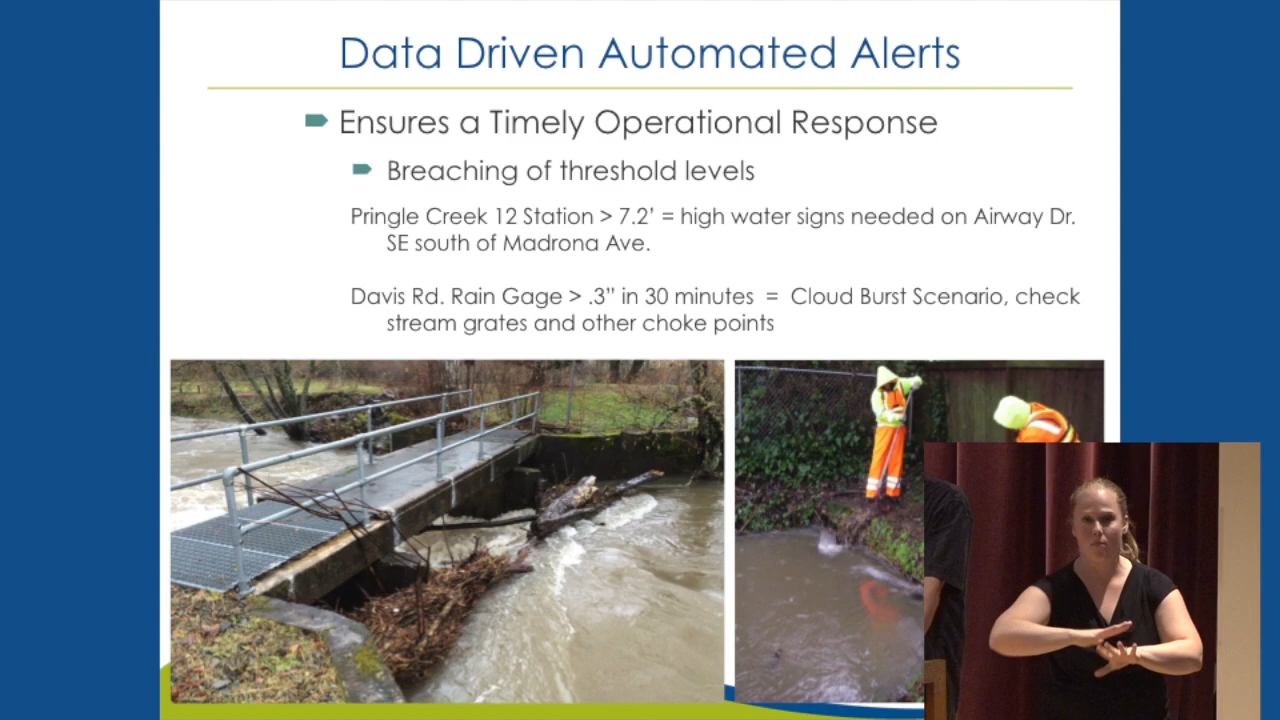 Data Driven Automated Alerts
Ensures a Timely Operational Response
Breaching of threshold levels
Pringle Creek 12 Station > 7.2’ = high water signs needed on Airway Dr.
SE south of Madrona Ave.
Davis Rd. Rain Gage > .3” in 30 minutes = Cloud Burst Scenario, check
stream grates and other choke points